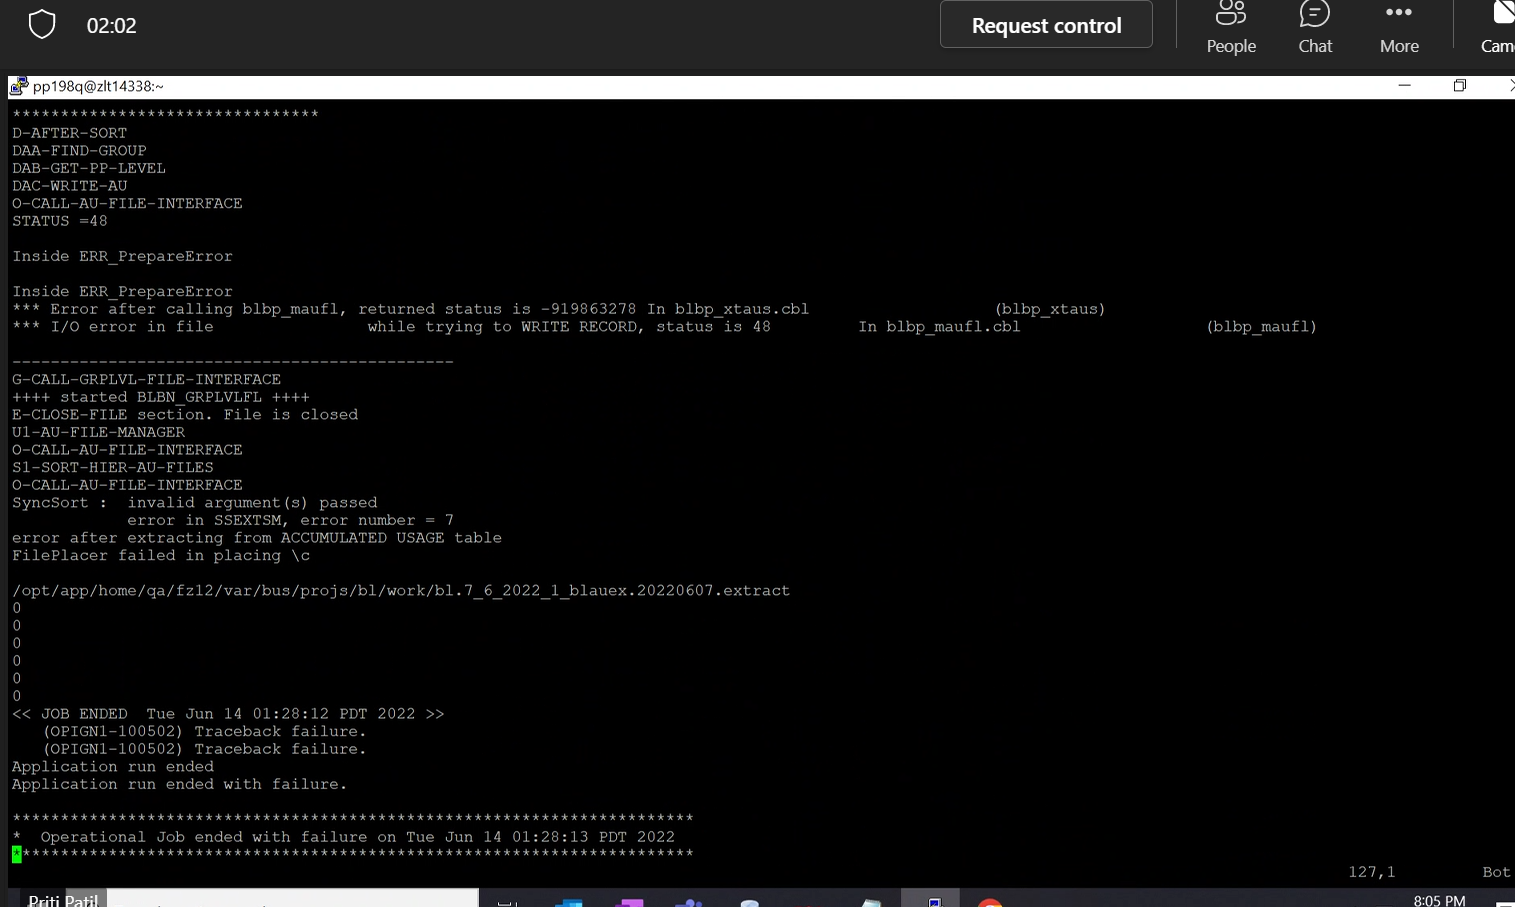 02:02
Request control
People
Chat
More
Cam
pp198q@zlt14338:~
********************************
D-AFTER-SORT
DAA-FIND-GROUP
DAB-GET-PP-LEVEL
DAC-WRITE-AU
O-CALL-AU-FILE-INTERFACE
STATUS =48
Inside ERR_PrepareError
Inside ERR_PrepareError
*** Error after calling blbp_maufl, returned status is -919863278 In blbp_xtaus.cbl (blbp_xtaus)
*** I/O error in file while trying to WRITE RECORD, status is 48 In blbp_maufl.cbl (blbp_maufl)
----------------------------------------------
G-CALL-GRPLVL-FILE-INTERFACE
++++ started BLBN_GRPLVLFL ++++
E-CLOSE-FILE section. File is closed
U1-AU-FILE-MANAGER
O-CALL-AU-FILE-INTERFACE
S1-SORT-HIER-AU-FILES
O-CALL-AU-FILE-INTERFACE
SyncSort : invalid argument(s) passed
error in SSEXTSM, error number = 7
error after extracting from ACCUMULATED USAGE table
FilePlacer failed in placing \c
/opt/app/home/qa/fz12/var/bus/projs/bl/work/bl.7_6_2022_1_blauex.20220607.extract
0
0
0
0
0
0
<< JOB ENDED Tue Jun 14 01:28:12 PDT 2022 >>
(OPIGN1-100502) Traceback failure.
(OPIGN1-100502) Traceback failure.
Application run ended
Application run ended with failure.
***********************************************************************
* Operational Job ended with failure on Tue Jun 14 01:28:13 PDT 2022
***********************************************************************
127,1 Bot
Priti Patil
8:05 PM